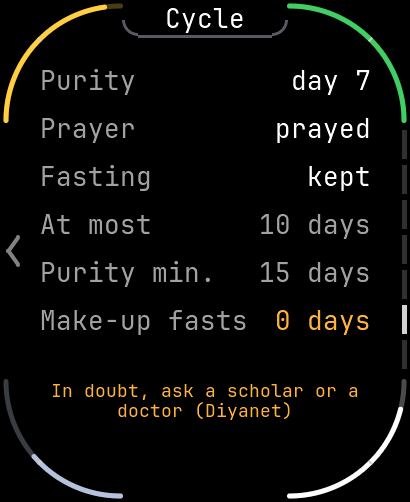 Cycle
Purity day 7
Prayer prayed
Fasting kept
At most 10 days
Purity min. 15 days
Make-up fasts 0 days
In doubt, ask a scholar or a
doctor (Diyanet)